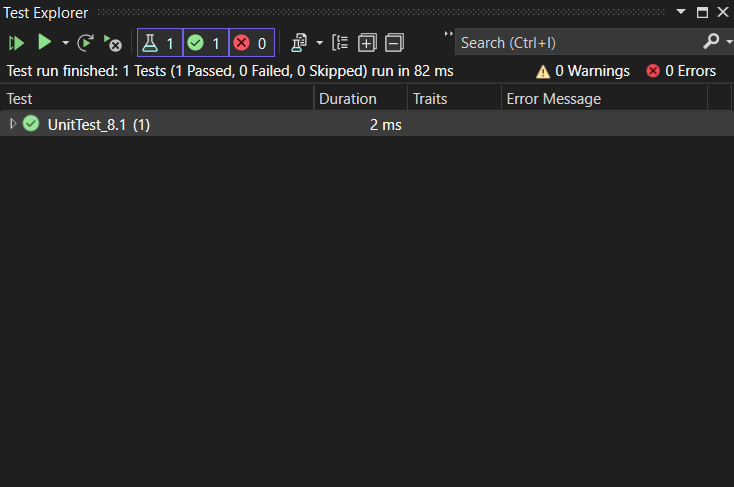 Test Explorer
1 1 0 Search (Ctrl+I)
Test run finished: 1 Tests (1 Passed, 0 Failed, 0 Skipped) run in 82 ms 0 Warnings 0 Errors
Test Duration Traits Error Message
UnitTest_8.1 (1) 2 ms